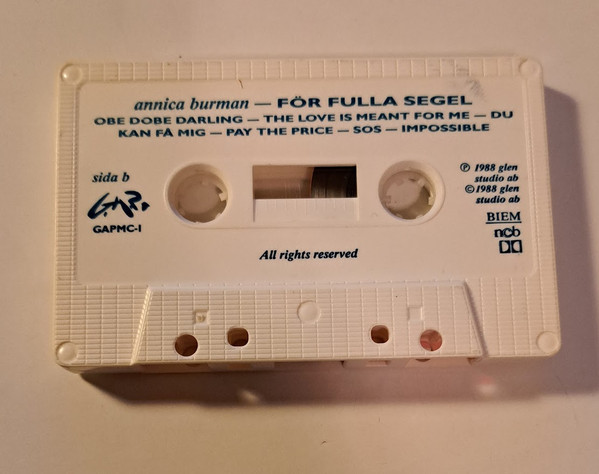 annica burman — FÖR FULLA SEGEL
OBE DOBE DARLING — THE LOVE IS MEANT FOR ME — DU
KAN FÅ MIG — PAY THE PRICE — SOS — IMPOSSIBLE
sida b
GAPMC-1
℗ 1988 glen
studio ab
© 1988 glen
studio ab
BIEM
ncb
All rights reserved